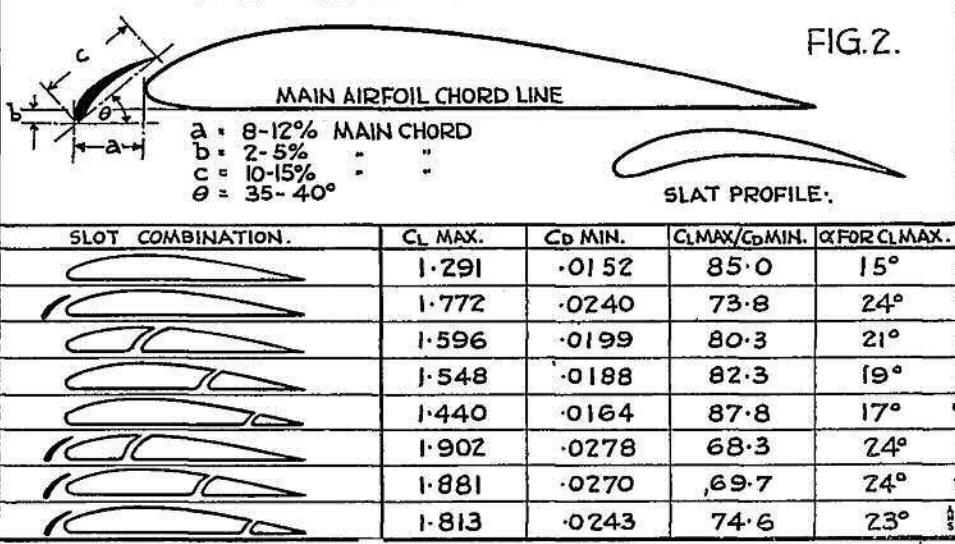 FIG.2.
c
b
θ
a
MAIN AIRFOIL CHORD LINE
a = 8-12% MAIN CHORD
b = 2-5% " "
c = 10-15% " "
θ = 35-40°
SLAT PROFILE.
SLOT COMBINATION. CL MAX. CD MIN. CLMAX/CDMIN. α FOR CLMAX.
1·291 ·0152 85·0 15°
1·772 ·0240 73·8 24°
1·596 ·0199 80·3 21°
1·548 ·0188 82·3 19°
1·440 ·0164 87·8 17°
1·902 ·0278 68·3 24°
1·881 ·0270 69·7 24°
1·813 ·0243 74·6 23°